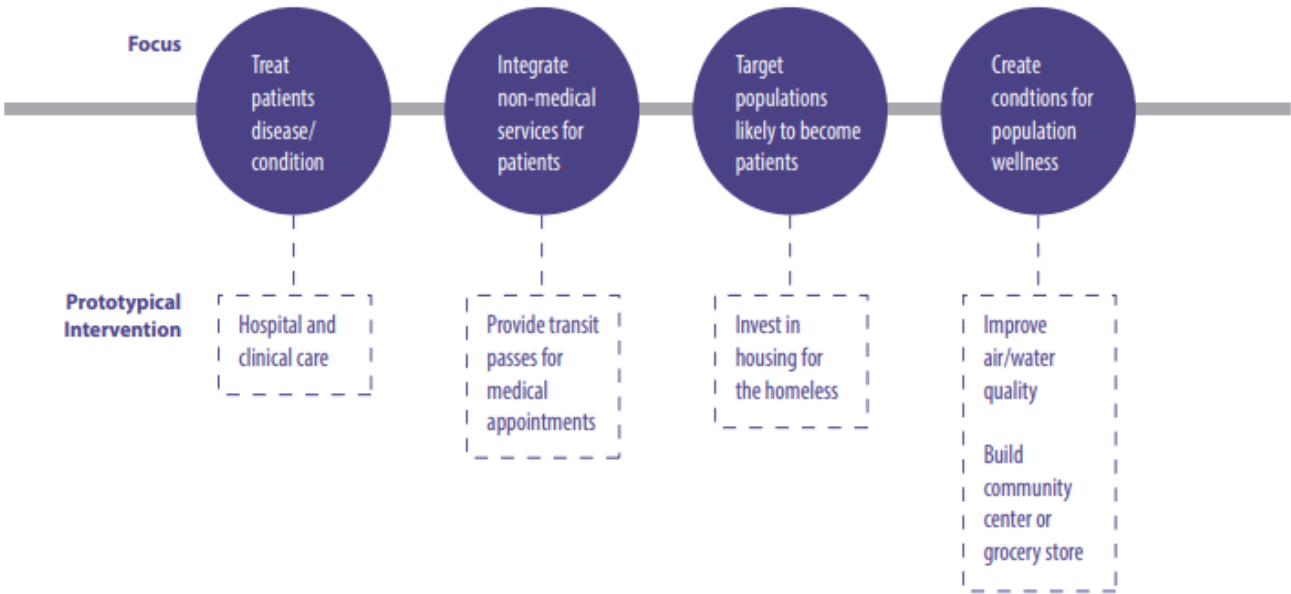 Focus
Treat
patients
disease/
condition
Integrate
non-medical
services for
patients
Target
populations
likely to become
patients
Create
condtions for
population
wellness
Prototypical
Intervention
Hospital and
clinical care
Provide transit
passes for
medical
appointments
Invest in
housing for
the homeless
Improve
air/water
quality
Build
community
center or
grocery store